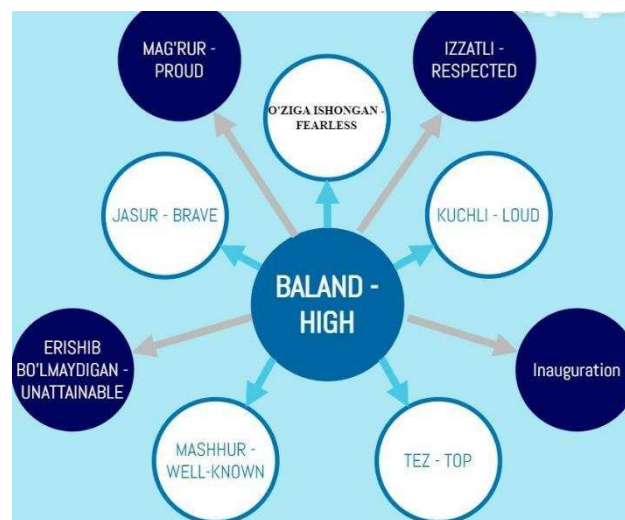 MAG'RUR -
PROUD
IZZATLI -
RESPECTED
O'ZIGA ISHONGAN -
FEARLESS
JASUR - BRAVE
KUCHLI - LOUD
BALAND -
HIGH
ERISHIB
BO'LMAYDIGAN -
UNATTAINABLE
Inauguration
MASHHUR -
WELL-KNOWN
TEZ - TOP